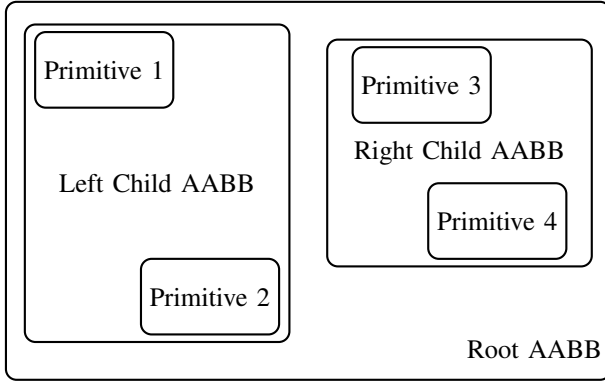 Primitive 1
Left Child AABB
Primitive 2
Primitive 3
Right Child AABB
Primitive 4
Root AABB